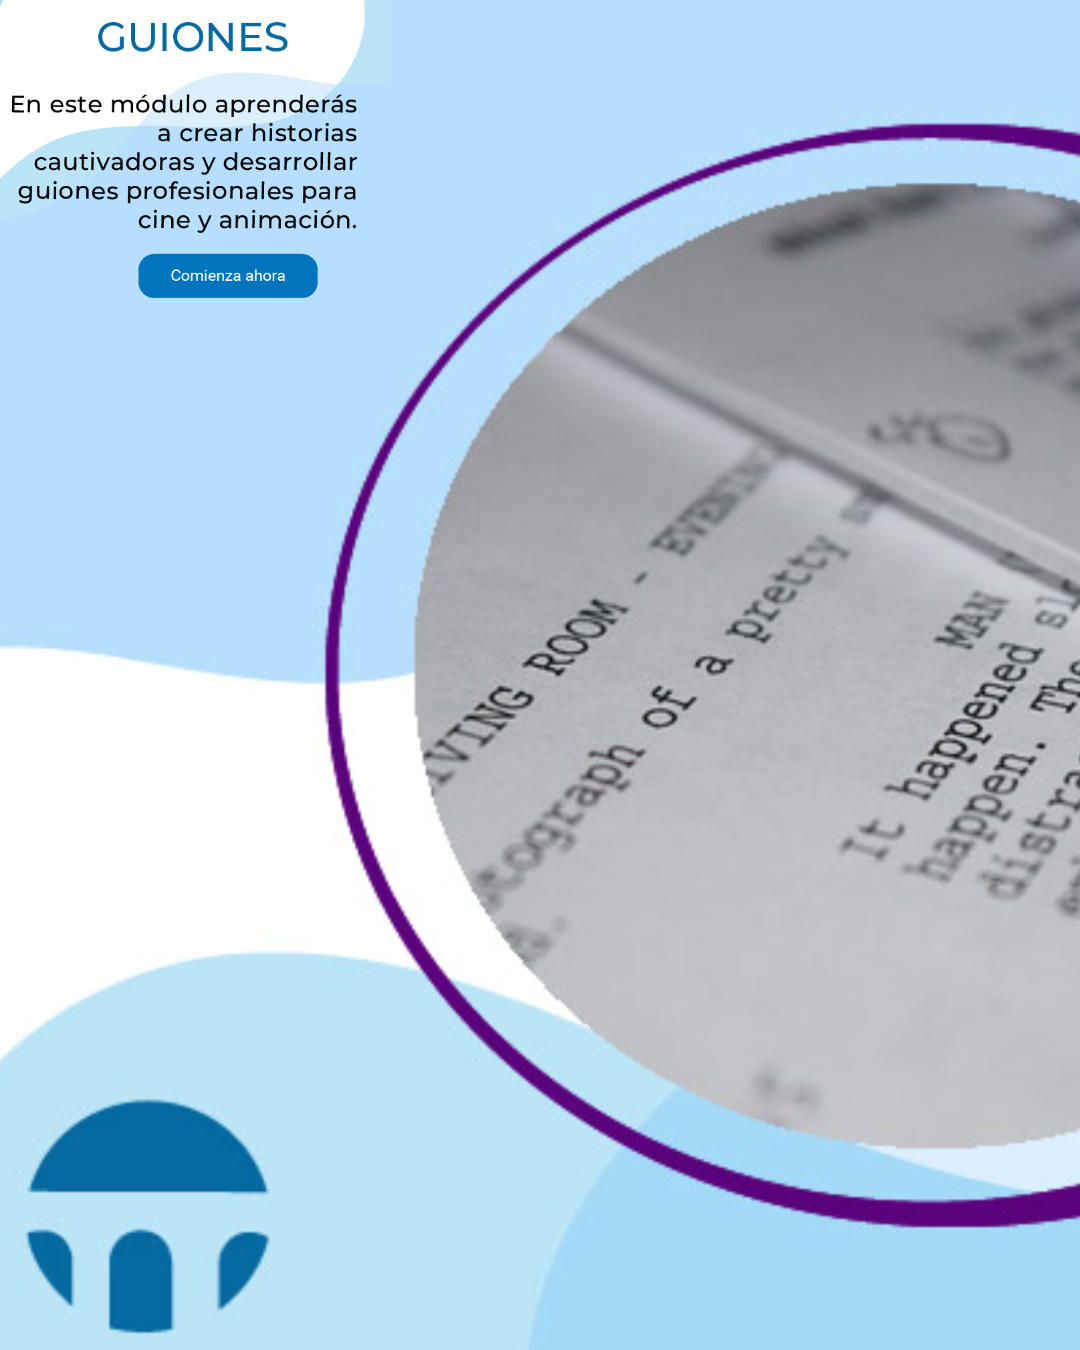 GUIONES
En este módulo aprenderás
a crear historias
cautivadoras y desarrollar
guiones profesionales para
cine y animación.
Comienza ahora
ROOM - EVENING
of a pretty
MAN
It happened
happen. The